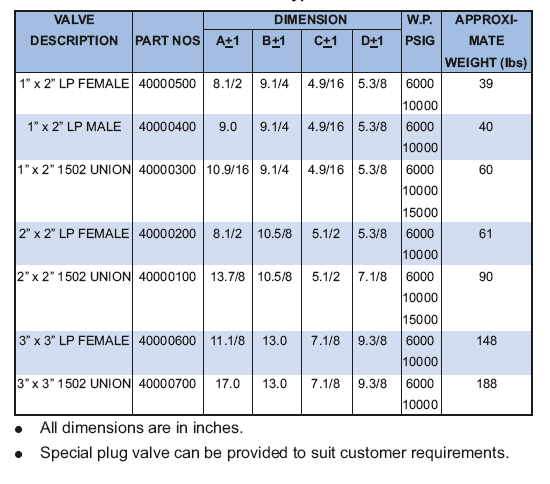 VALVE DESCRIPTION PART NOS DIMENSION W.P. PSIG APPROXI-MATE WEIGHT (lbs)
A±1 B±1 C±1 D±1
1” x 2” LP FEMALE 40000500 8.1/2 9.1/4 4.9/16 5.3/8 6000 39
10000
1” x 2” LP MALE 40000400 9.0 9.1/4 4.9/16 5.3/8 6000 40
10000
1” x 2” 1502 UNION 40000300 10.9/16 9.1/4 4.9/16 5.3/8 6000 60
10000
15000
2” x 2” LP FEMALE 40000200 8.1/2 10.5/8 5.1/2 5.3/8 6000 61
10000
2” x 2” 1502 UNION 40000100 13.7/8 10.5/8 5.1/2 7.1/8 6000 90
10000
15000
3” x 3” LP FEMALE 40000600 11.1/8 13.0 7.1/8 9.3/8 6000 148
10000
3” x 3” 1502 UNION 40000700 17.0 13.0 7.1/8 9.3/8 6000 188
10000
● All dimensions are in inches.
● Special plug valve can be provided to suit customer requirements.